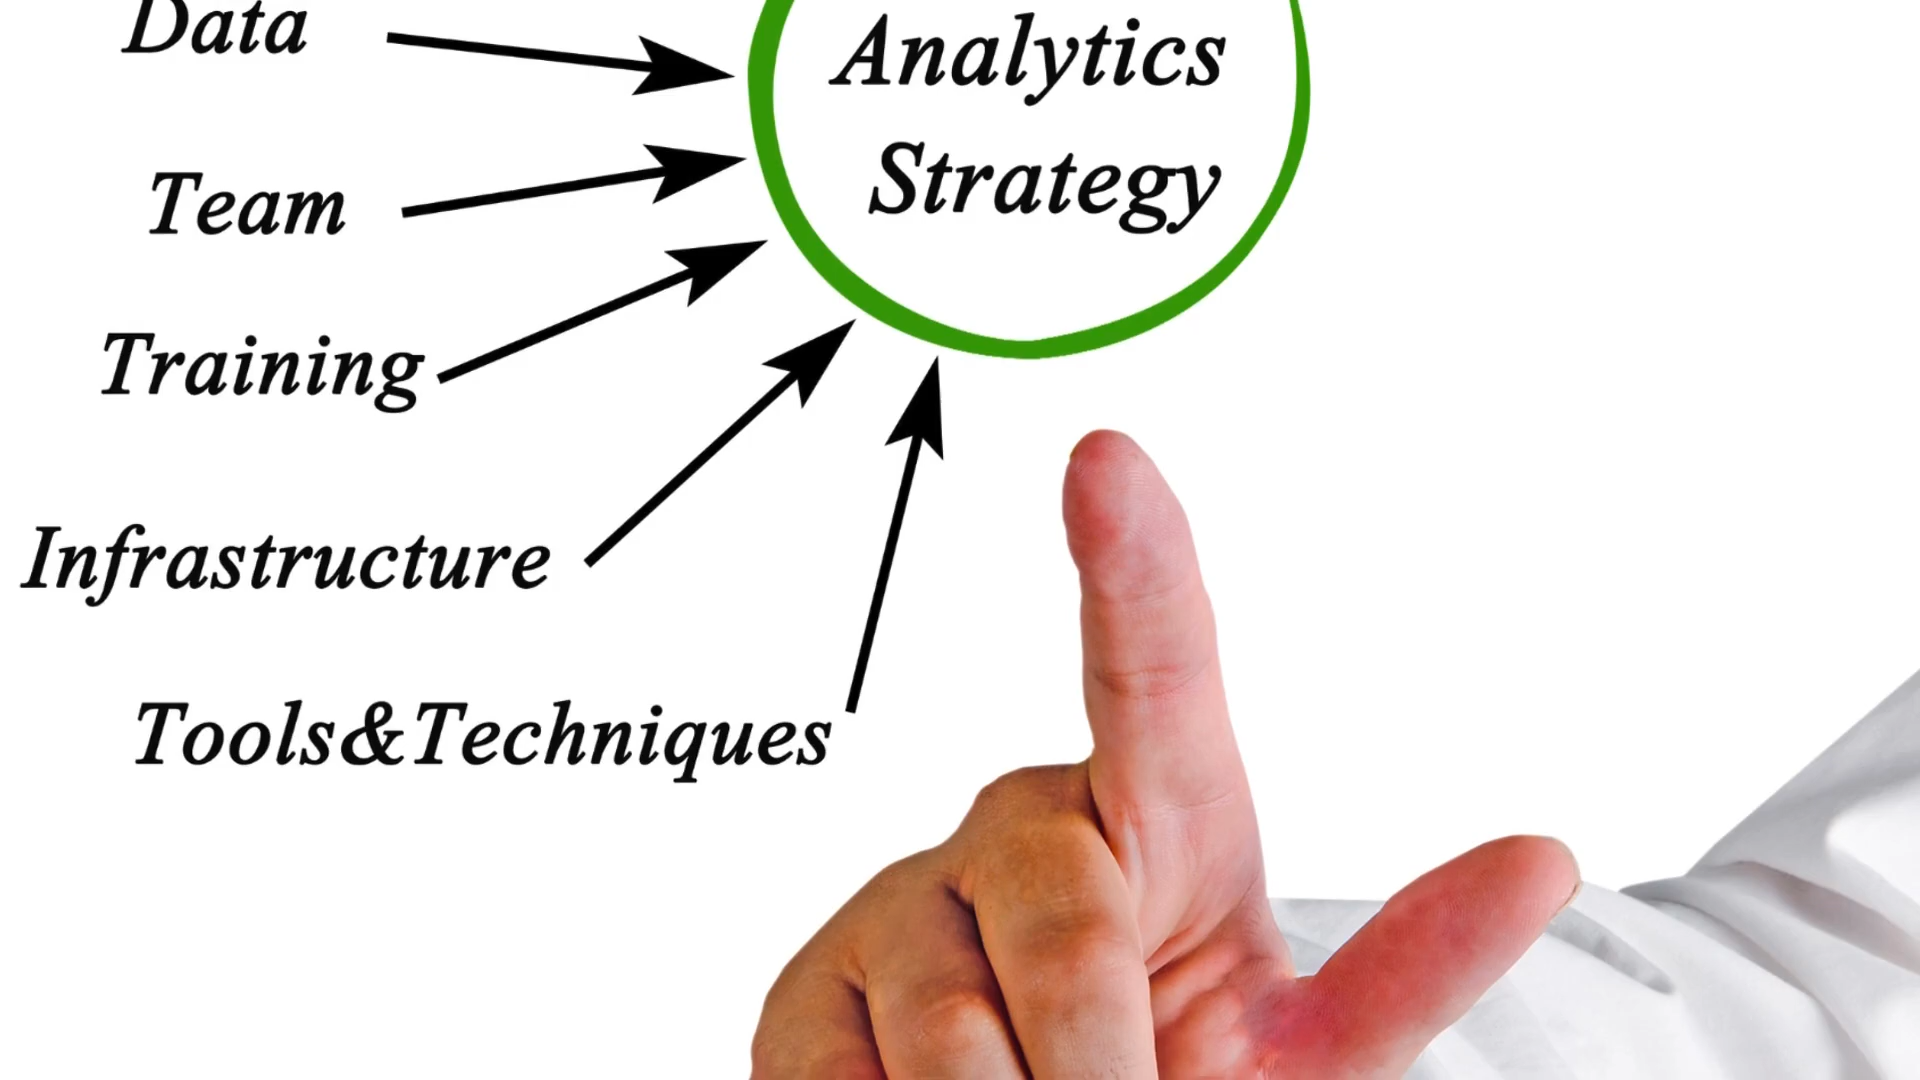 Data
Analytics
Strategy
Team
Training
Infrastructure
Tools&Techniques